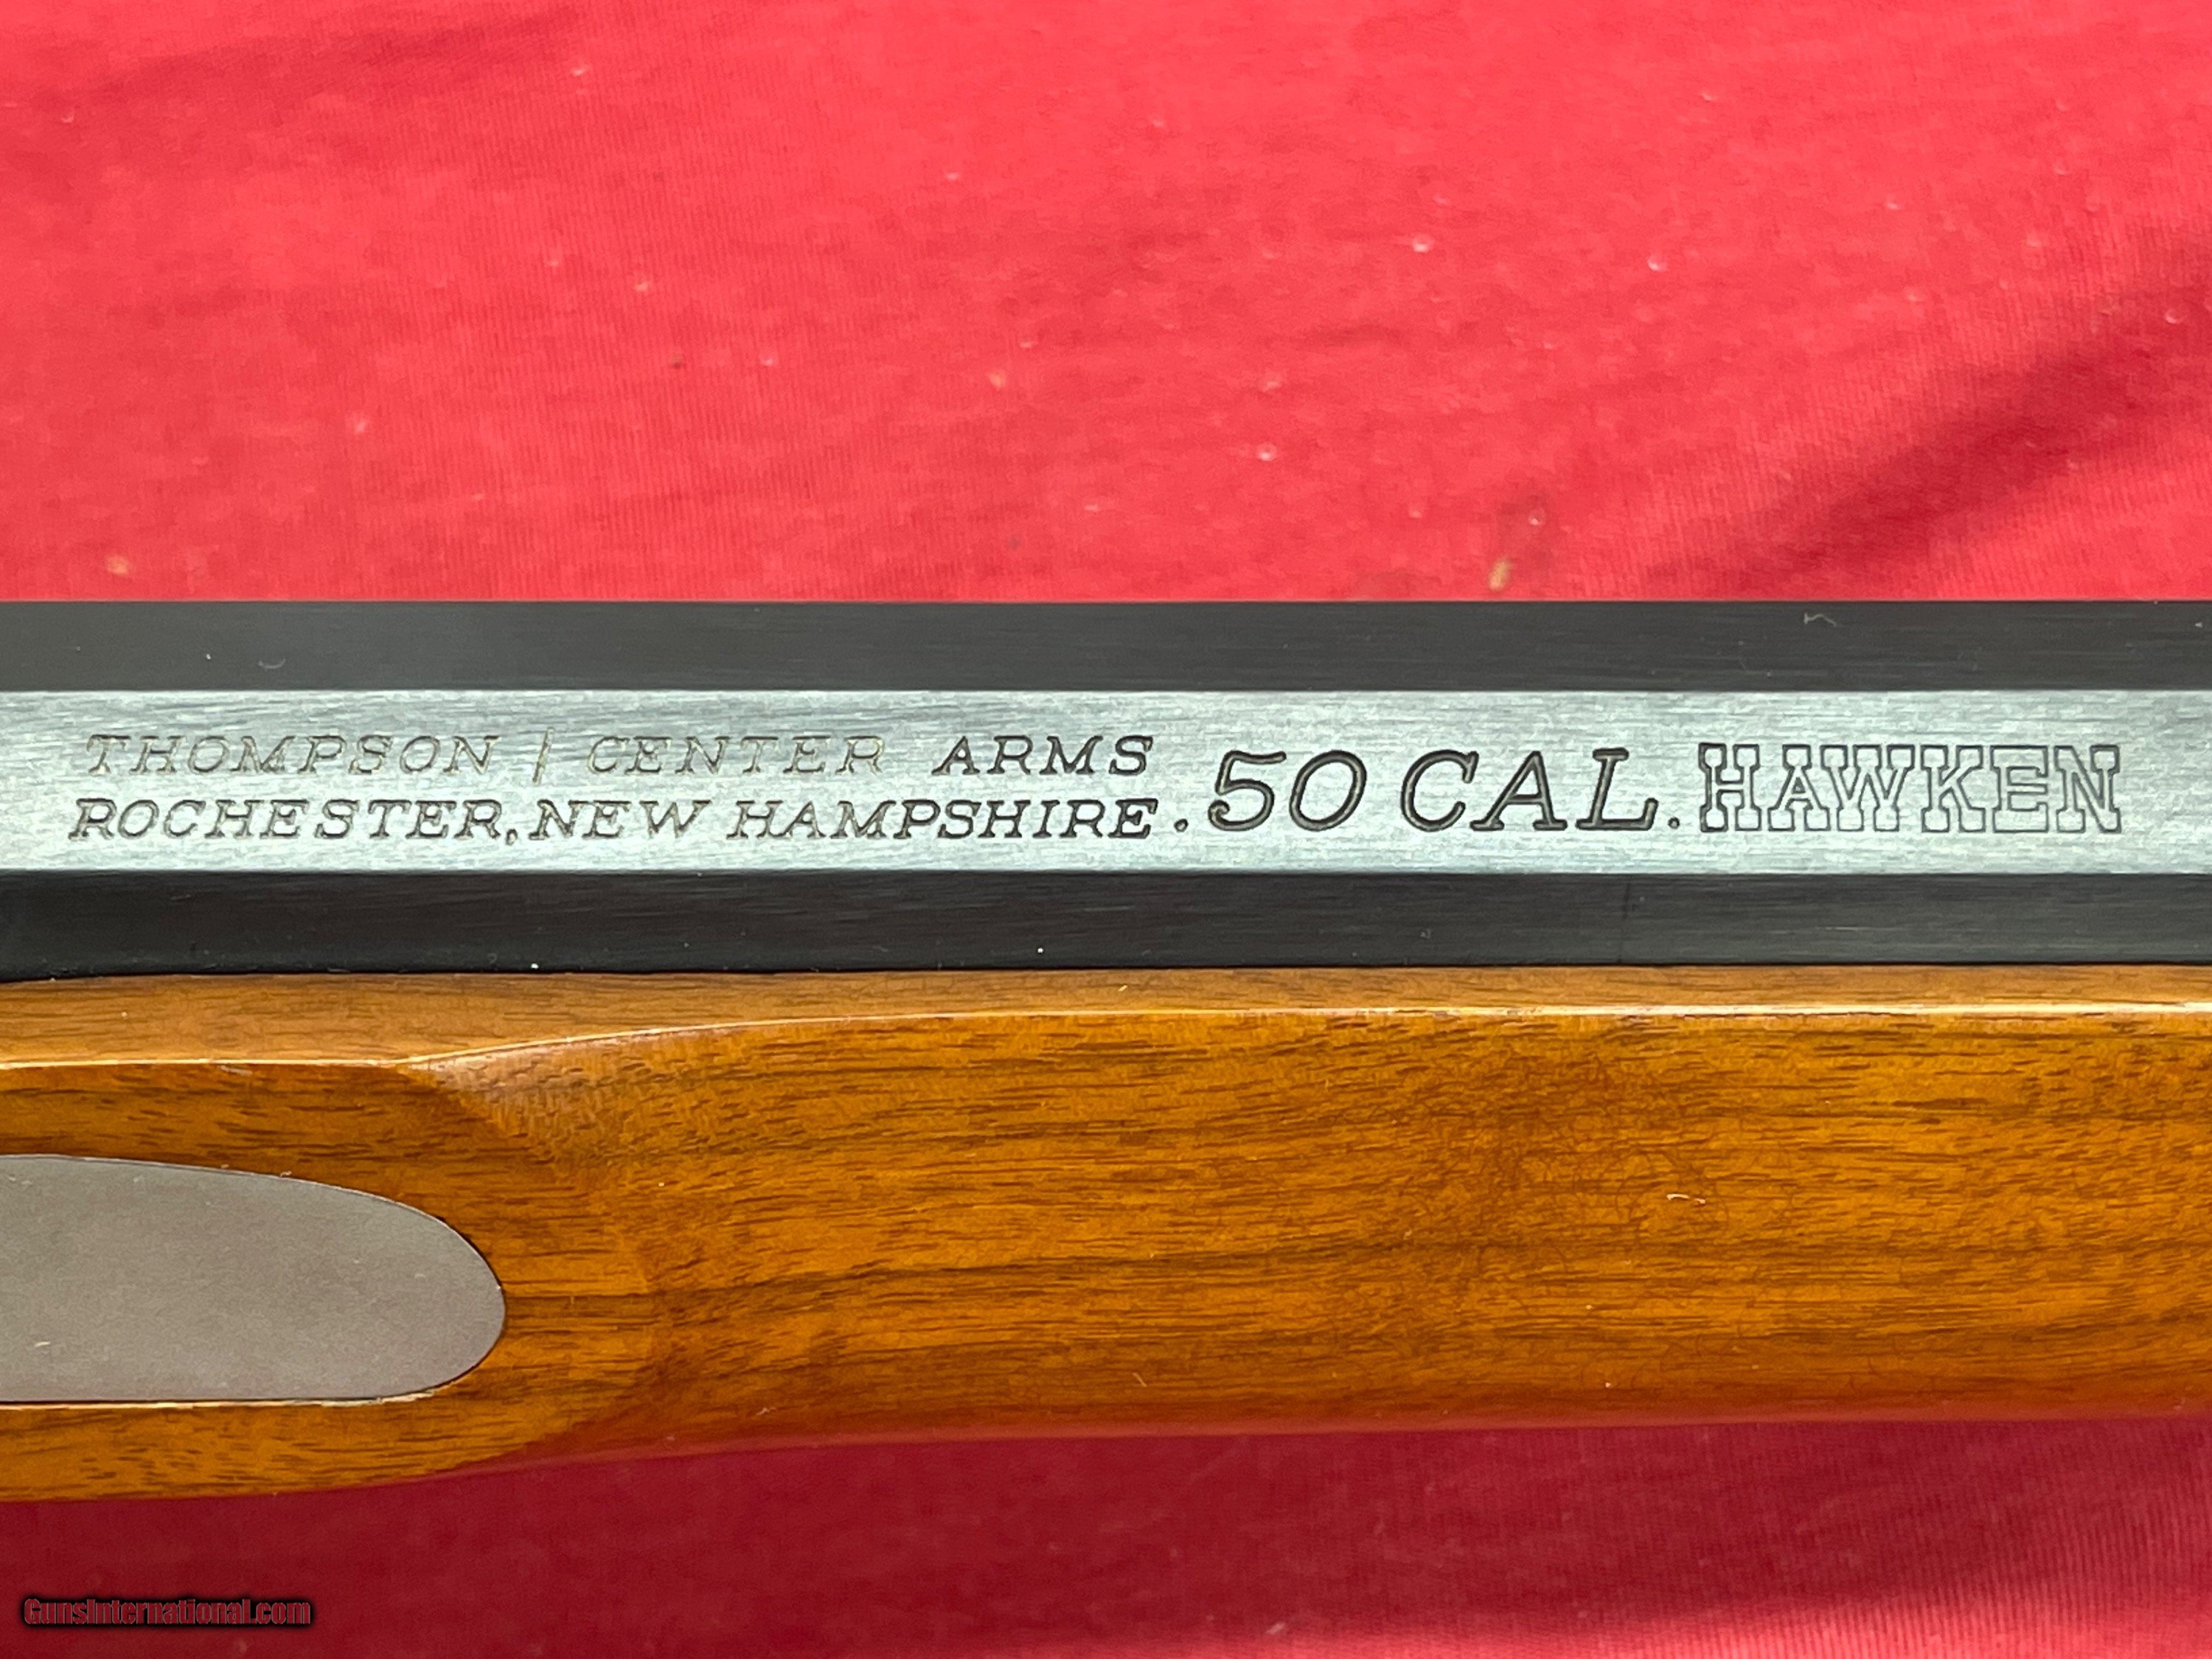 THOMPSON / CENTER ARMS
ROCHESTER, NEW HAMPSHIRE. .50 CAL. HAWKEN
GunsInternational.com